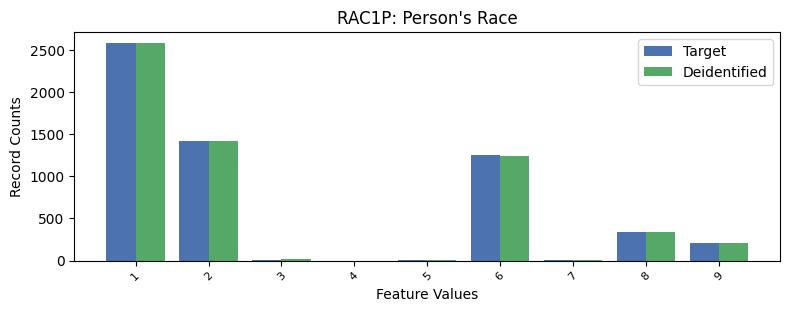 RAC1P: Person's Race
Target
Deidentified
Record Counts
2500
2000
1500
1000
500
0
1 2 3 4 5 6 7 8 9
Feature Values